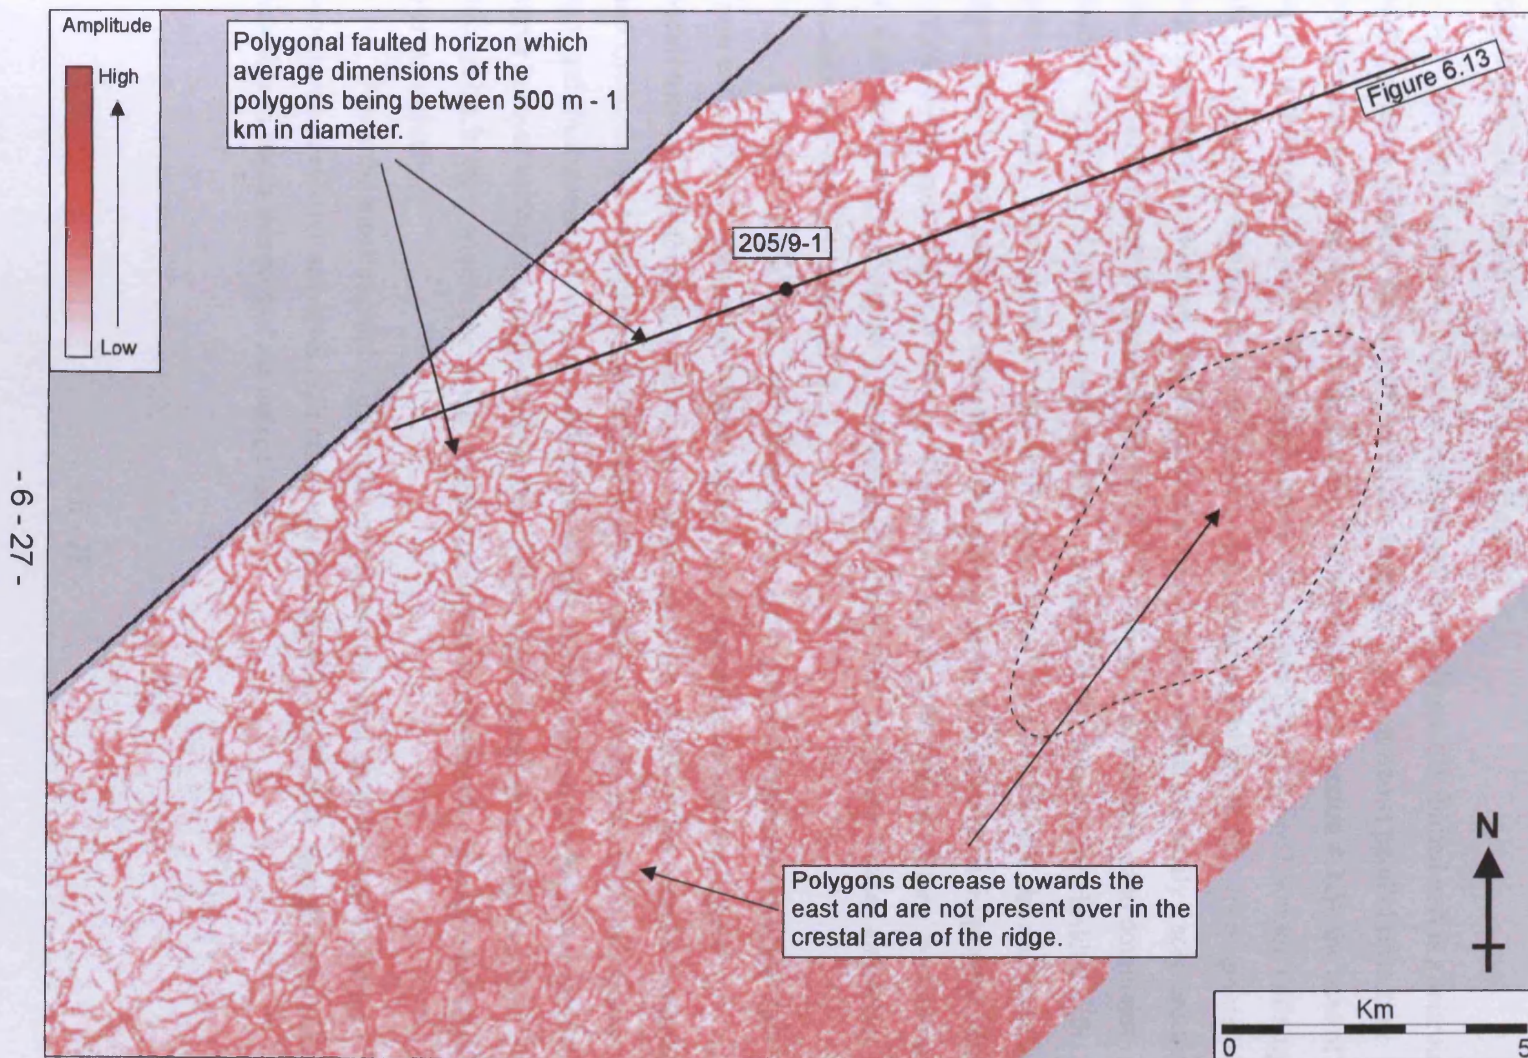 Amplitude
High
Low
Polygonal faulted horizon which
average dimensions of the
polygons being between 500 m - 1
km in diameter.
Figure 6.13
205/9-1
- 6 - 27 -
Polygons decrease towards the
east and are not present over in the
crestal area of the ridge.
N
Km
0
5